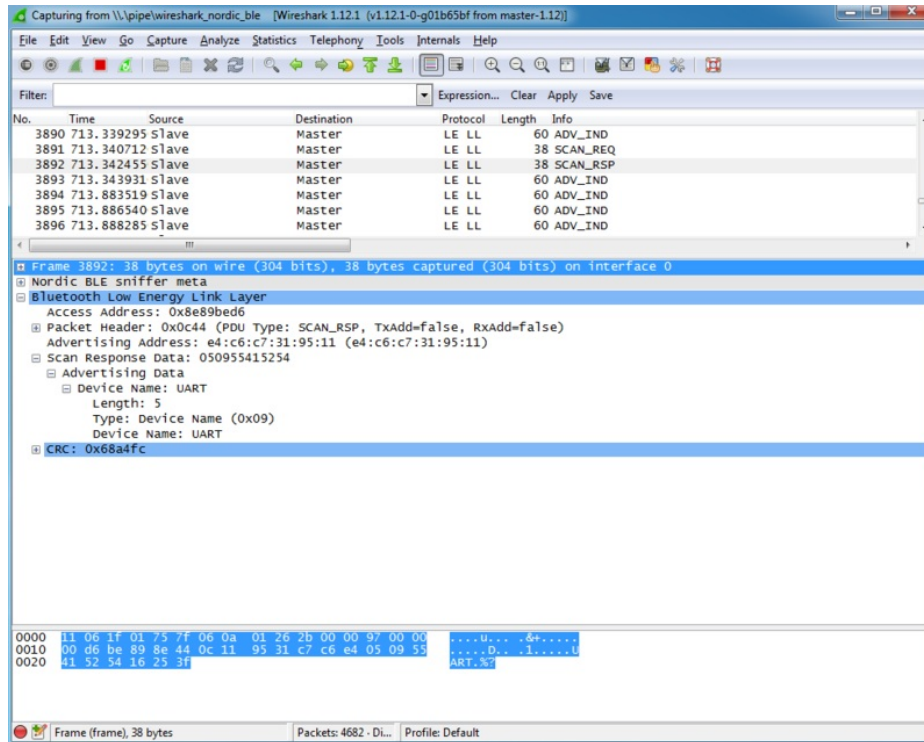 Capturing from \\.\pipe\wireshark_nordic_ble [Wireshark 1.12.1 (v1.12.1-0-g01b65bf from master-1.12)]
File Edit View Go Capture Analyze Statistics Telephony Tools Internals Help
Filter: Expression... Clear Apply Save
No. Time Source Destination Protocol Length Info
3890 713.339295 Slave Master LE LL 60 ADV_IND
3891 713.340712 Slave Master LE LL 38 SCAN_REQ
3892 713.342455 Slave Master LE LL 38 SCAN_RSP
3893 713.343931 Slave Master LE LL 60 ADV_IND
3894 713.883519 Slave Master LE LL 60 ADV_IND
3895 713.886540 Slave Master LE LL 60 ADV_IND
3896 713.888285 Slave Master LE LL 60 ADV_IND
Frame 3892: 38 bytes on wire (304 bits), 38 bytes captured (304 bits) on interface 0
Nordic BLE sniffer meta
Bluetooth Low Energy Link Layer
Access Address: 0x8e89bed6
Packet Header: 0x0c44 (PDU Type: SCAN_RSP, TxAdd=false, RxAdd=false)
Advertising Address: e4:c6:c7:31:95:11 (e4:c6:c7:31:95:11)
Scan Response Data: 050955415254
Advertising Data
Device Name: UART
Length: 5
Type: Device Name (0x09)
Device Name: UART
CRC: 0x68a4fc
0000 11 06 1f 01 75 7f 06 0a 01 26 2b 00 00 97 00 00 ....u... .&+.....
0010 00 d6 be 89 8e 44 0c 11 95 31 c7 c6 e4 05 09 55 .....D.. .1.....U
0020 41 52 54 16 25 3f ART.%?
Frame (frame), 38 bytes Packets: 4682 · Di... Profile: Default